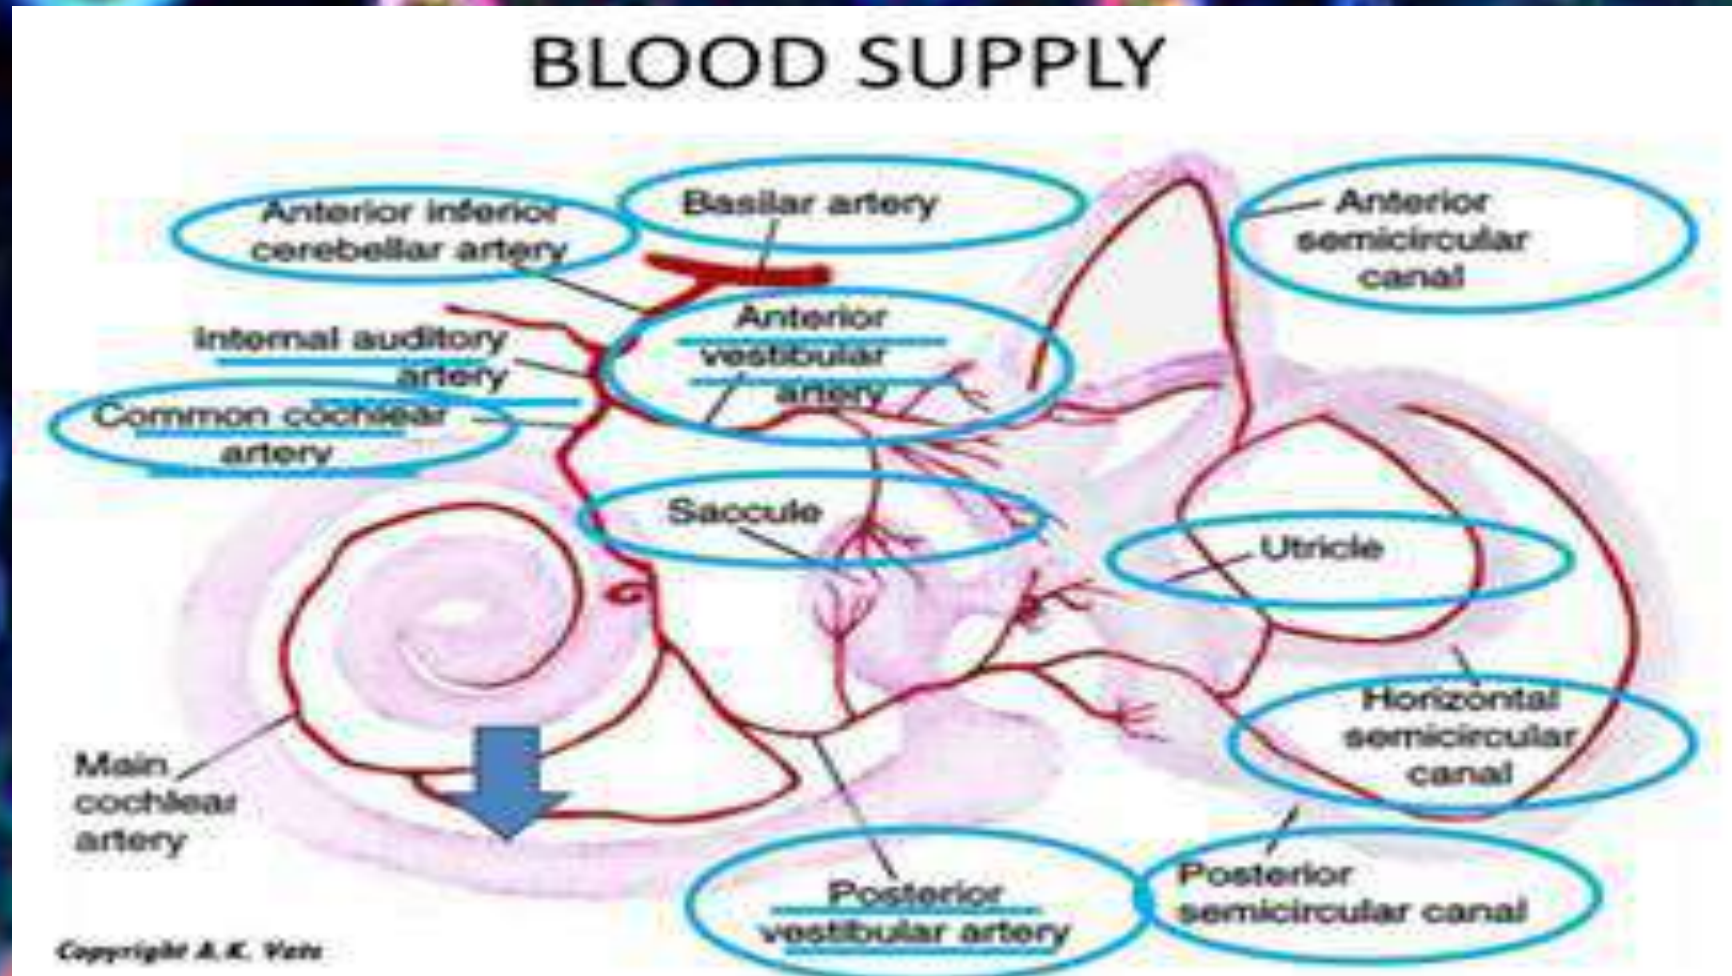 BLOOD SUPPLY
Anterior inferior
cerebellar artery
Basilar artery
Anterior
semicircular
canal
Internal auditory
artery
Anterior
vestibular
artery
Common cochlear
artery
Saccule
Utricle
Horizontal
semicircular
canal
Main
cochlear
artery
Posterior
vestibular artery
Posterior
semicircular canal
Copyright A.K. Vats